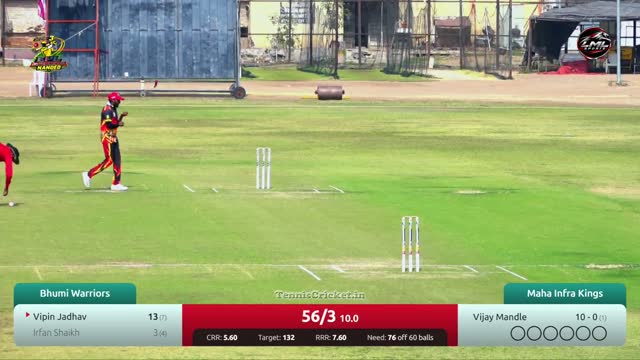 NANDED
TennisCricket.in
Bhumi Warriors
Maha Infra Kings
Vipin Jadhav 13 (7)
Irfan Shaikh 3 (4)
56/3 10.0
CRR: 5.60 Target: 132 RRR: 7.60 Need: 76 off 60 balls
Vijay Mandle 10 - 0 (1)
TennisCricket.in